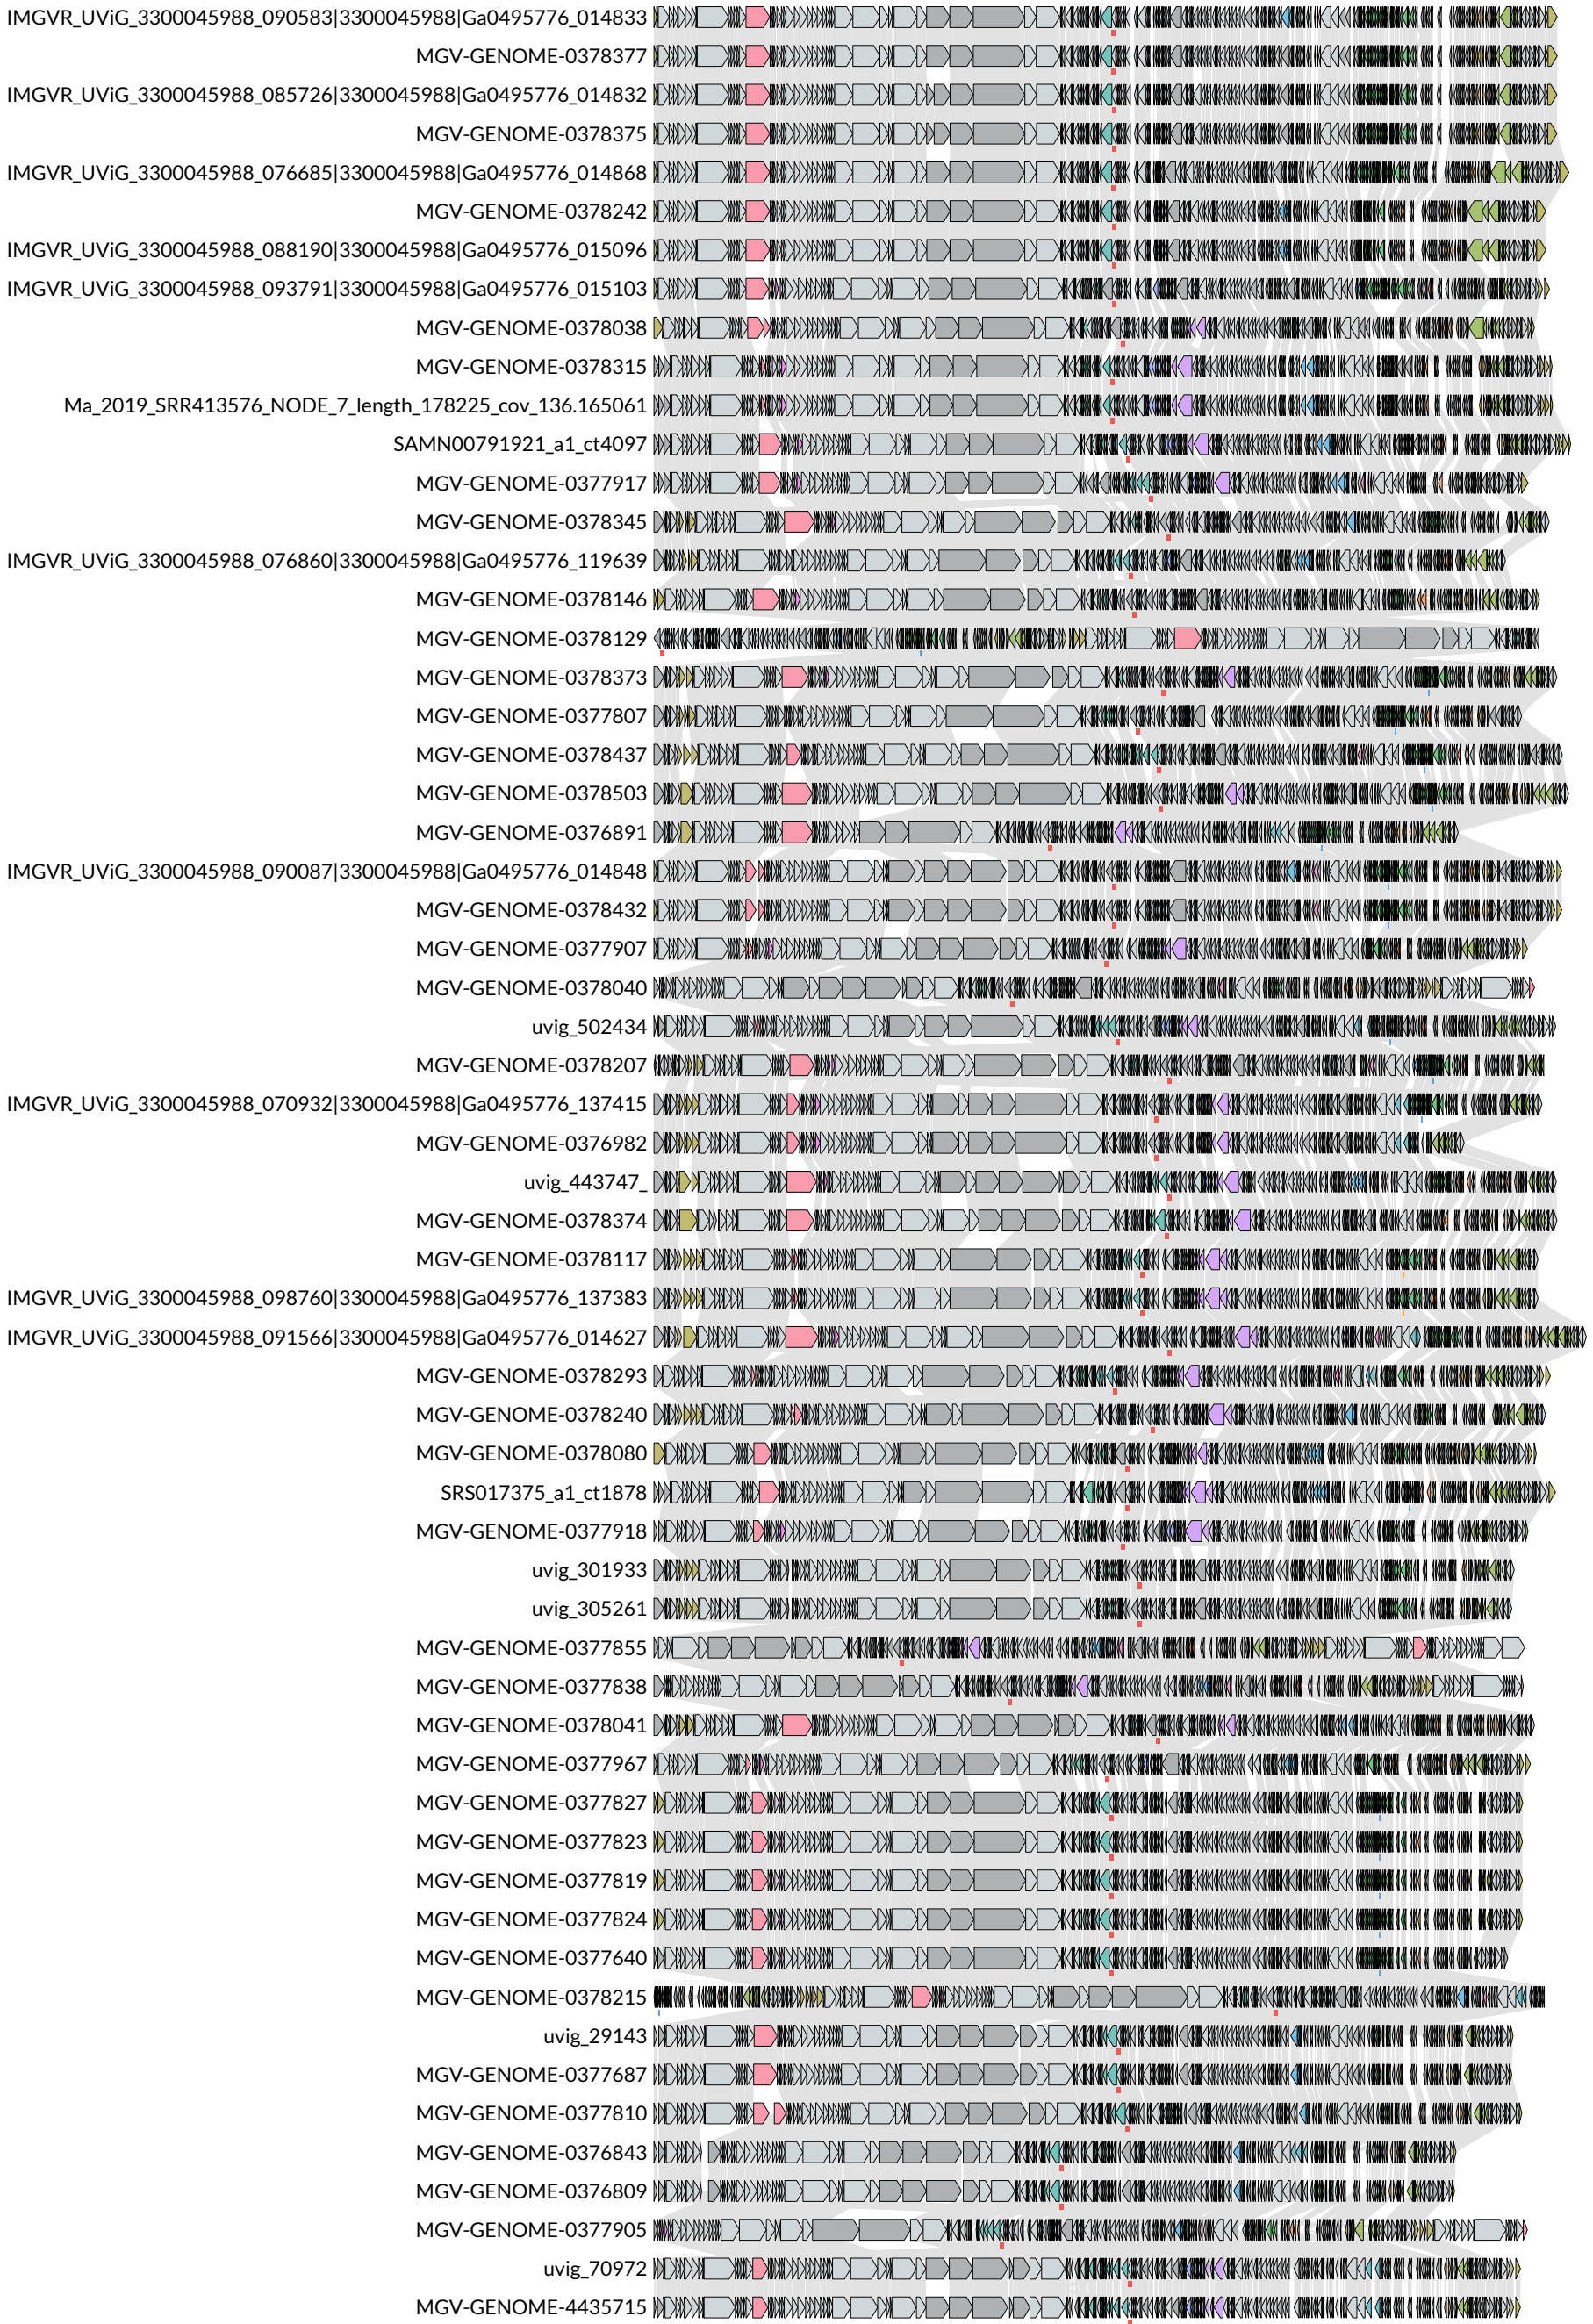 IMGVR_UViG_3300045988_090583|3300045988|Ga0495776_014833
MGV-GENOME-0378377
IMGVR_UViG_3300045988_085726|3300045988|Ga0495776_014832
MGV-GENOME-0378375
IMGVR_UViG_3300045988_076685|3300045988|Ga0495776_014868
MGV-GENOME-0378242
IMGVR_UViG_3300045988_088190|3300045988|Ga0495776_015096
IMGVR_UViG_3300045988_093791|3300045988|Ga0495776_015103
MGV-GENOME-0378038
MGV-GENOME-0378315
Ma_2019_SRR413576_NODE_7_length_178225_cov_136.165061
SAMN00791921_a1_ct4097
MGV-GENOME-0377917
MGV-GENOME-0378345
IMGVR_UViG_3300045988_076860|3300045988|Ga0495776_119639
MGV-GENOME-0378146
MGV-GENOME-0378129
MGV-GENOME-0378373
MGV-GENOME-0377807
MGV-GENOME-0378437
MGV-GENOME-0378503
MGV-GENOME-0376891
IMGVR_UViG_3300045988_090087|3300045988|Ga0495776_014848
MGV-GENOME-0378432
MGV-GENOME-0377907
MGV-GENOME-0378040
uvig_502434
MGV-GENOME-0378207
IMGVR_UViG_3300045988_070932|3300045988|Ga0495776_137415
MGV-GENOME-0376982
uvig_443747_
MGV-GENOME-0378374
MGV-GENOME-0378117
IMGVR_UViG_3300045988_098760|3300045988|Ga0495776_137383
IMGVR_UViG_3300045988_091566|3300045988|Ga0495776_014627
MGV-GENOME-0378293
MGV-GENOME-0378240
MGV-GENOME-0378080
SRS017375_a1_ct1878
MGV-GENOME-0377918
uvig_301933
uvig_305261
MGV-GENOME-0377855
MGV-GENOME-0377838
MGV-GENOME-0378041
MGV-GENOME-0377967
MGV-GENOME-0377827
MGV-GENOME-0377823
MGV-GENOME-0377819
MGV-GENOME-0377824
MGV-GENOME-0377640
MGV-GENOME-0378215
uvig_29143
MGV-GENOME-0377687
MGV-GENOME-0377810
MGV-GENOME-0376843
MGV-GENOME-0376809
MGV-GENOME-0377905
uvig_70972
MGV-GENOME-4435715